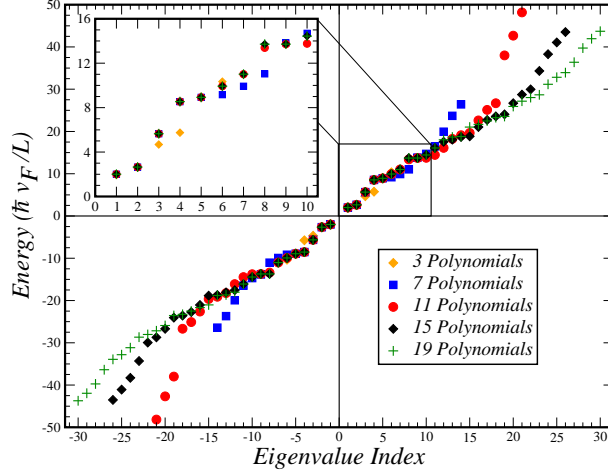 50
40
30
20
10
0
-10
-20
-30
-40
-50
Energy (ħ v_F /L)
16
12
8
4
0
0 1 2 3 4 5 6 7 8 9 10
3 Polynomials
7 Polynomials
11 Polynomials
15 Polynomials
19 Polynomials
-30 -25 -20 -15 -10 -5 0 5 10 15 20 25 30
Eigenvalue Index